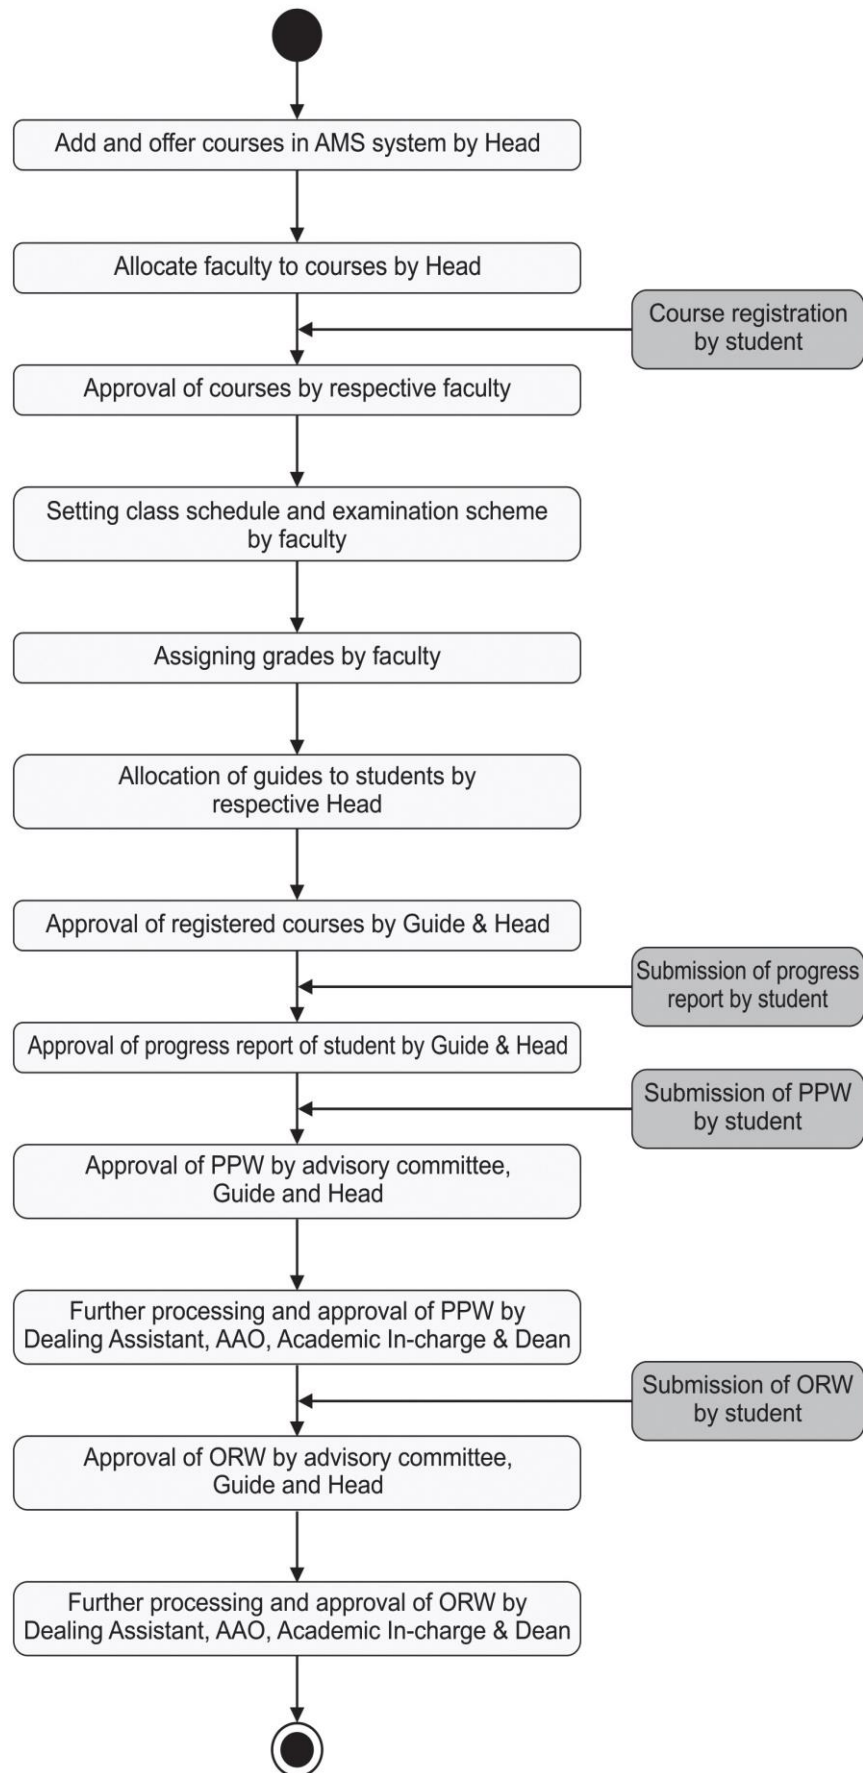 Add and offer courses in AMS system by Head
Allocate faculty to courses by Head
Course registration
by student
Approval of courses by respective faculty
Setting class schedule and examination scheme
by faculty
Assigning grades by faculty
Allocation of guides to students by
respective Head
Approval of registered courses by Guide & Head
Submission of progress
report by student
Approval of progress report of student by Guide & Head
Submission of PPW
by student
Approval of PPW by advisory committee,
Guide and Head
Further processing and approval of PPW by
Dealing Assistant, AAO, Academic In-charge & Dean
Submission of ORW
by student
Approval of ORW by advisory committee,
Guide and Head
Further processing and approval of ORW by
Dealing Assistant, AAO, Academic In-charge & Dean